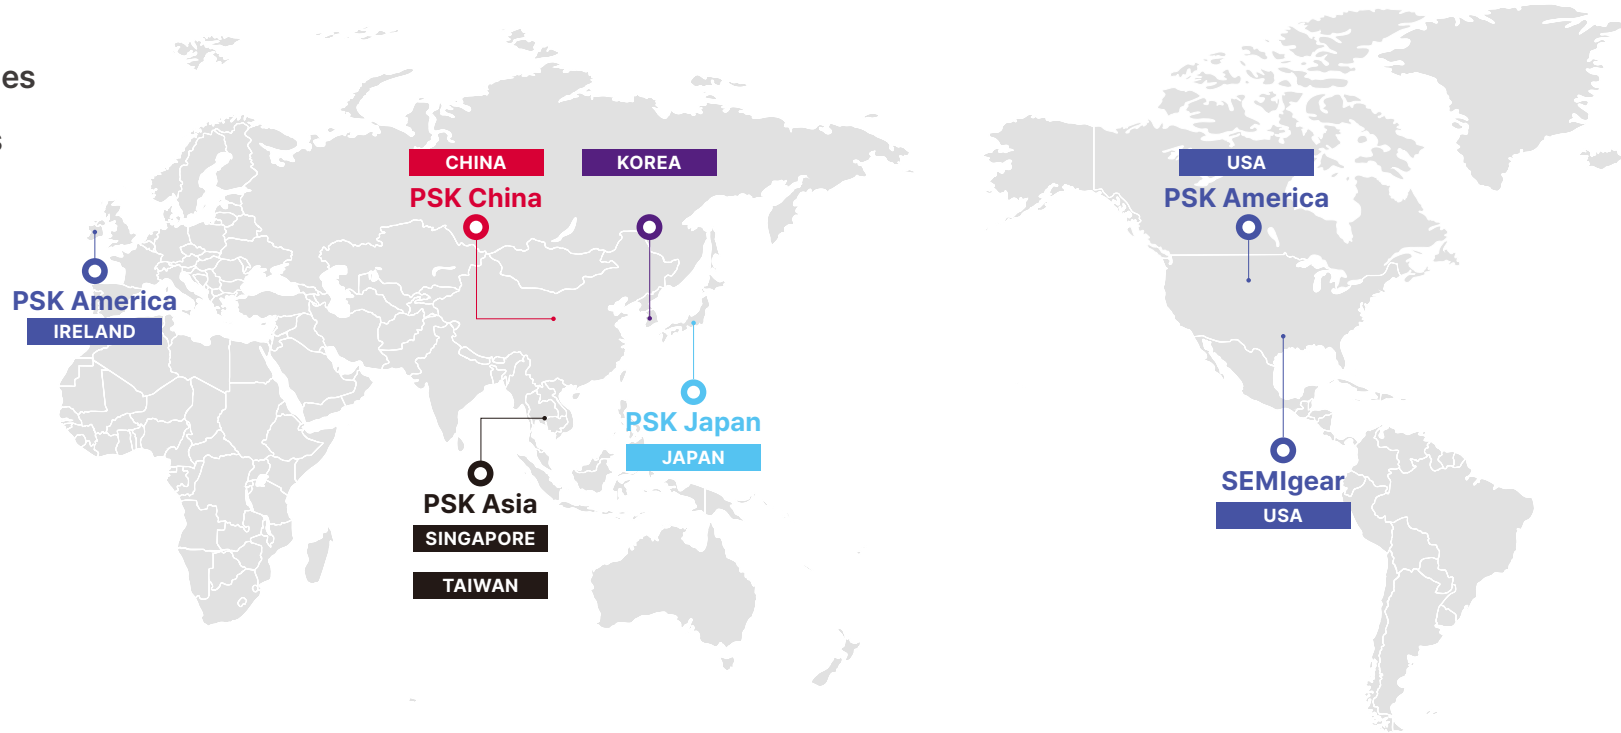 es
s
CHINA
PSK China
KOREA
USA
PSK America
PSK America
IRELAND
PSK Japan
JAPAN
PSK Asia
SINGAPORE
TAIWAN
SEMIgear
USA